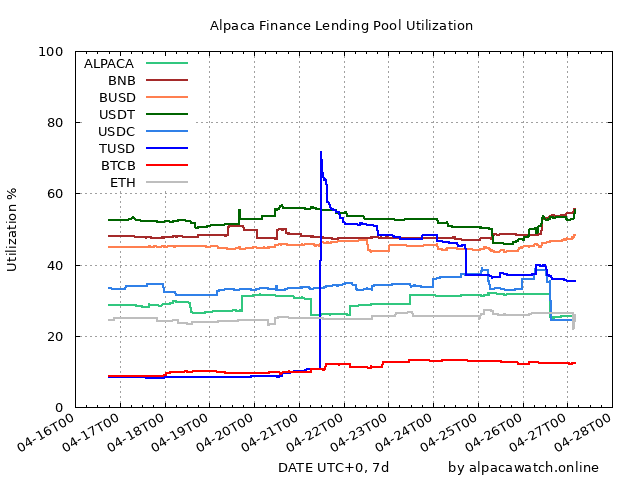 Alpaca Finance Lending Pool Utilization
100
80
60
40
20
0
Utilization %
ALPACA
BNB
BUSD
USDT
USDC
TUSD
BTCB
ETH
04-16T00
04-17T00
04-18T00
04-19T00
04-20T00
04-21T00
04-22T00
04-23T00
04-24T00
04-25T00
04-26T00
04-27T00
04-28T00
DATE UTC+0, 7d
by alpacawatch.online